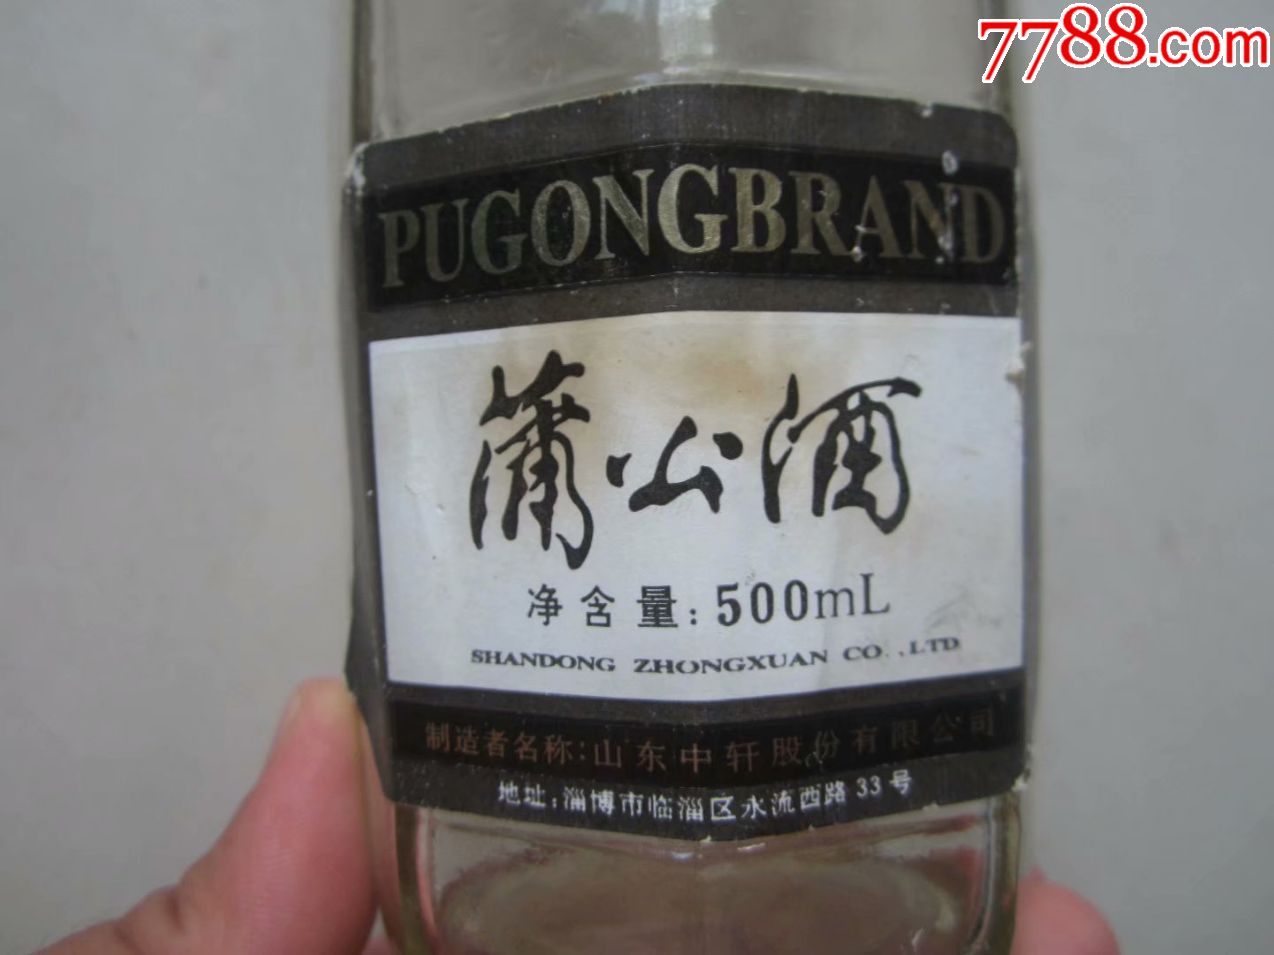 7788.com
PUGONGBRAND
蒲公酒
净含量：500mL
SHANDONG ZHONGXUAN CO.,LTD
制造者名称：山东中轩股份有限公司
地址：淄博市临淄区永流西路33号